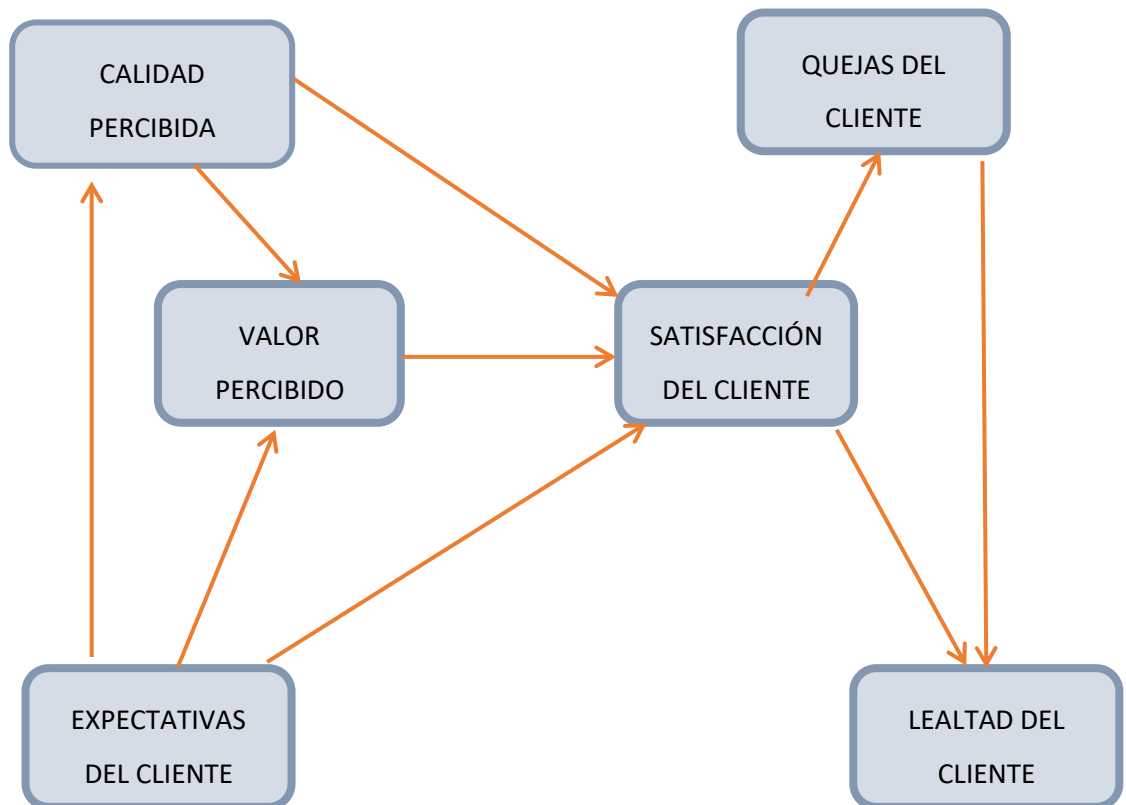 CALIDAD
PERCIBIDA
QUEJAS DEL
CLIENTE
VALOR
PERCIBIDO
SATISFACCIÓN
DEL CLIENTE
EXPECTATIVAS
DEL CLIENTE
LEALTAD DEL
CLIENTE